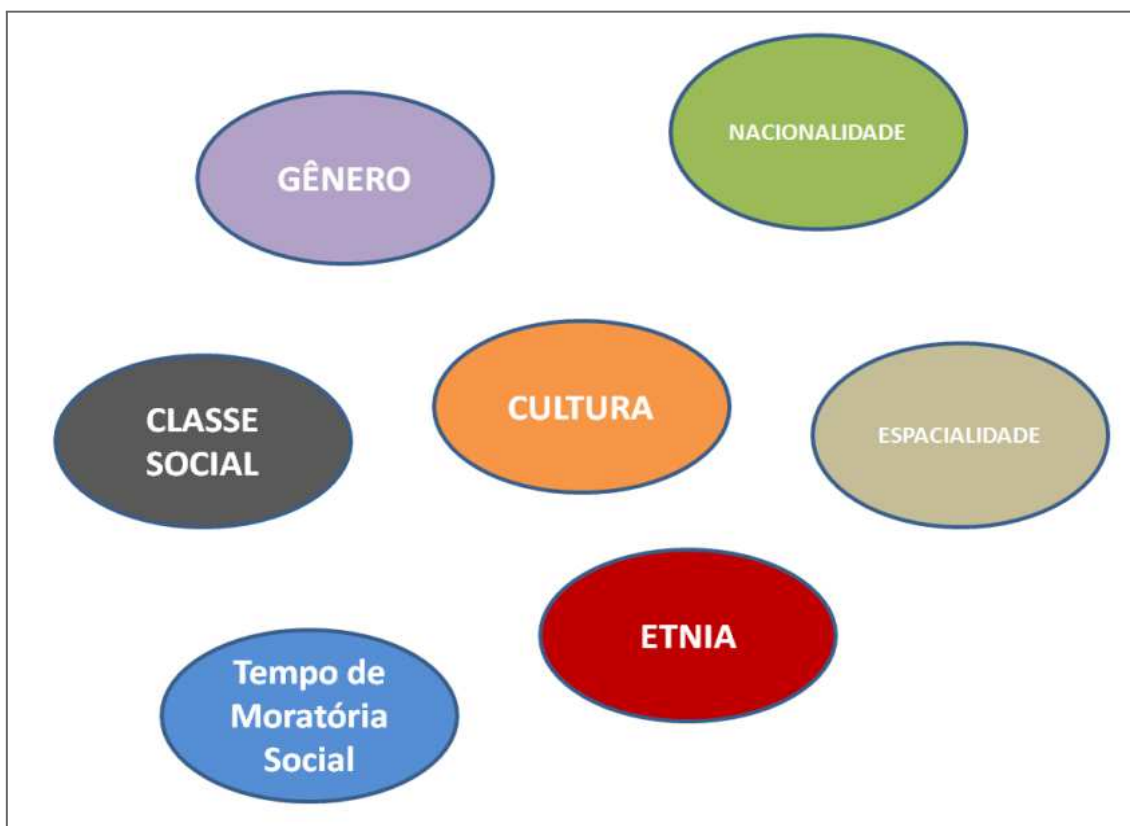 NACIONALIDADE
GÊNERO
CULTURA
CLASSE
SOCIAL
ESPACIALIDADE
ETNIA
Tempo de
Moratória
Social